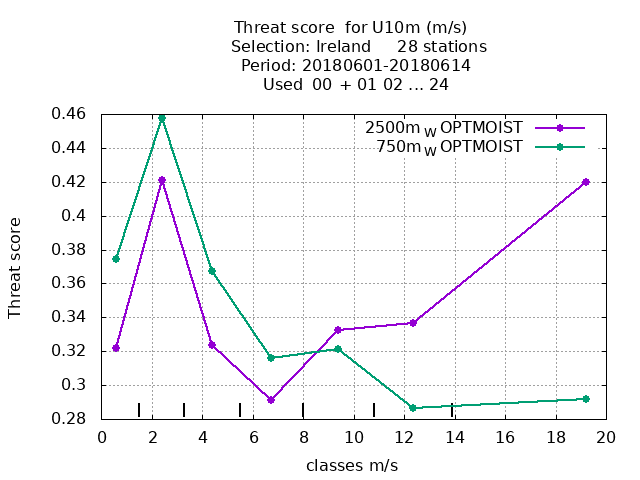 Threat score for U10m (m/s)
Selection: Ireland 28 stations
Period: 20180601-20180614
Used 00 + 01 02 ... 24
0.46
0.44
0.42
0.4
0.38
0.36
0.34
0.32
0.3
0.28
Threat score
2500m W OPTMOIST
750m W OPTMOIST
0 2 4 6 8 10 12 14 16 18 20
classes m/s